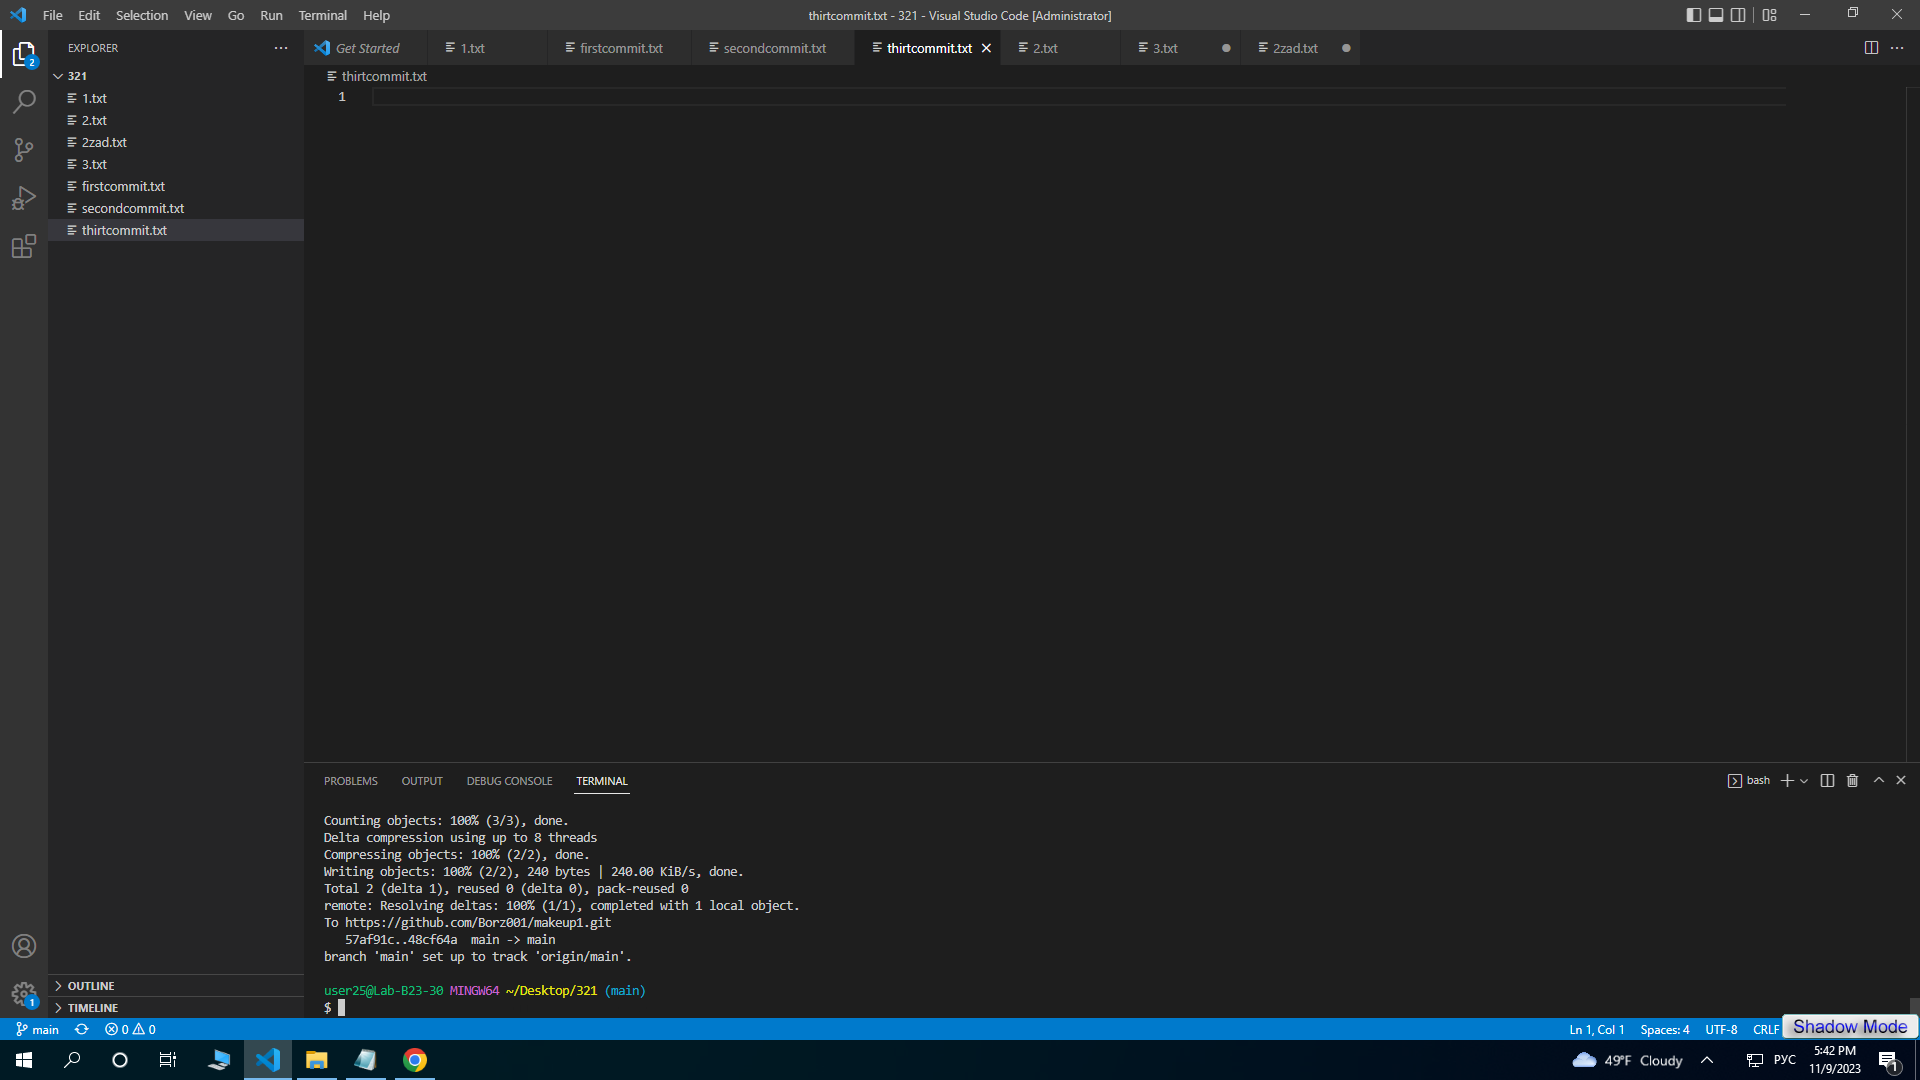 File Edit Selection View Go Run Terminal Help
thirtcommit.txt - 321 - Visual Studio Code [Administrator]
EXPLORER
Get Started
1.txt
firstcommit.txt
secondcommit.txt
thirtcommit.txt
2.txt
3.txt
2zad.txt
2
321
1.txt
2.txt
2zad.txt
3.txt
firstcommit.txt
secondcommit.txt
thirtcommit.txt
thirtcommit.txt
1
PROBLEMS OUTPUT DEBUG CONSOLE TERMINAL
bash
Counting objects: 100% (3/3), done.
Delta compression using up to 8 threads
Compressing objects: 100% (2/2), done.
Writing objects: 100% (2/2), 240 bytes | 240.00 KiB/s, done.
Total 2 (delta 1), reused 0 (delta 0), pack-reused 0
remote: Resolving deltas: 100% (1/1), completed with 1 local object.
To https://github.com/Borz001/makeup1.git
57af91c..48cf64a  main -> main
branch 'main' set up to track 'origin/main'.
user25@Lab-B23-30 MINGW64 ~/Desktop/321 (main)
$
OUTLINE
TIMELINE
1
main
0 0
Ln 1, Col 1 Spaces: 4 UTF-8 CRLF
Shadow Mode
49°F Cloudy
РУС
5:42 PM
11/9/2023
1